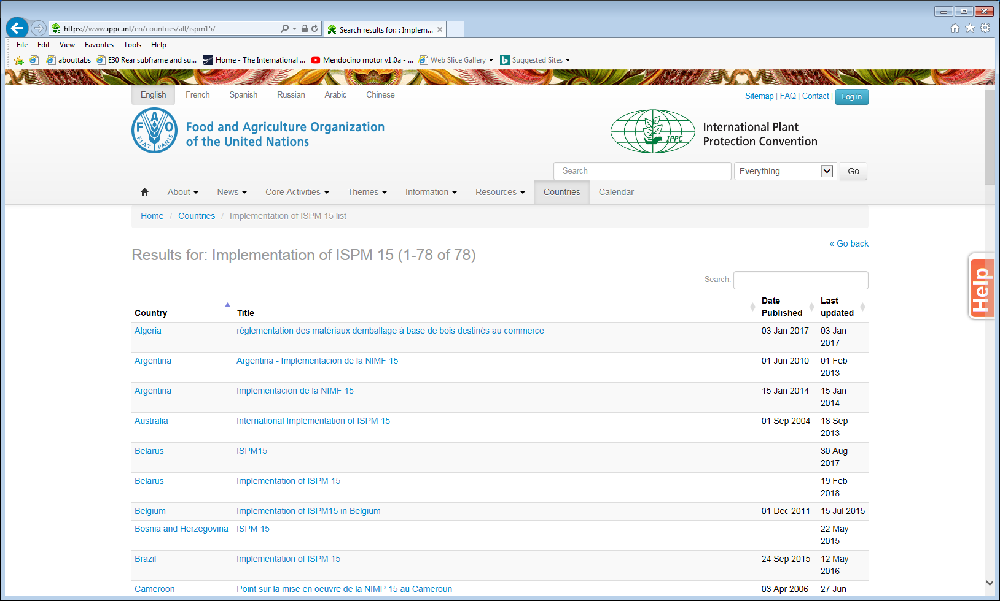 https://www.ippc.int/en/countries/all/ispm15/
Search results for: : Implem...
File Edit View Favorites Tools Help
abouttabs E30 Rear subframe and su... Home - The International ... Mendocino motor v1.0a - ... Web Slice Gallery Suggested Sites
English French Spanish Russian Arabic Chinese
Sitemap | FAQ | Contact | Log in
FAO
FIAT PANIS
Food and Agriculture Organization
of the United Nations
IPPC
International Plant
Protection Convention
Search Everything Go
About News Core Activities Themes Information Resources Countries Calendar
Home / Countries / Implementation of ISPM 15 list
« Go back
Results for: Implementation of ISPM 15 (1-78 of 78)
Help
Search:
Country Title Date Published Last updated
Algeria réglementation des matériaux demballage à base de bois destinés au commerce 03 Jan 2017 03 Jan 2017
Argentina Argentina - Implementacion de la NIMF 15 01 Jun 2010 01 Feb 2013
Argentina Implementacion de la NIMF 15 15 Jan 2014 15 Jan 2014
Australia International Implementation of ISPM 15 01 Sep 2004 18 Sep 2013
Belarus ISPM15 30 Aug 2017
Belarus Implementation of ISPM 15 19 Feb 2018
Belgium Implementation of ISPM15 in Belgium 01 Dec 2011 15 Jul 2015
Bosnia and Herzegovina ISPM 15 22 May 2015
Brazil Implementation of ISPM 15 24 Sep 2015 12 May 2016
Cameroon Point sur la mise en oeuvre de la NIMP 15 au Cameroun 03 Apr 2006 27 Jun